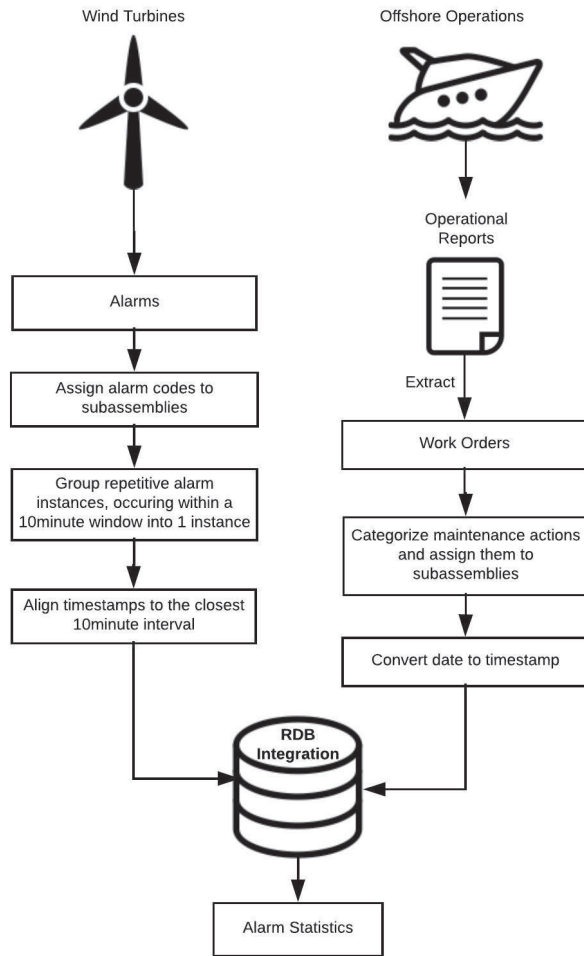 Wind Turbines
Alarms
Assign alarm codes to
subassemblies
Group repetitive alarm
instances, occuring within a
10minute window into 1 instance
Align timestamps to the closest
10minute interval
Offshore Operations
Operational
Reports
Extract
Work Orders
Categorize maintenance actions
and assign them to
subassemblies
Convert date to timestamp
RDB
Integration
Alarm Statistics